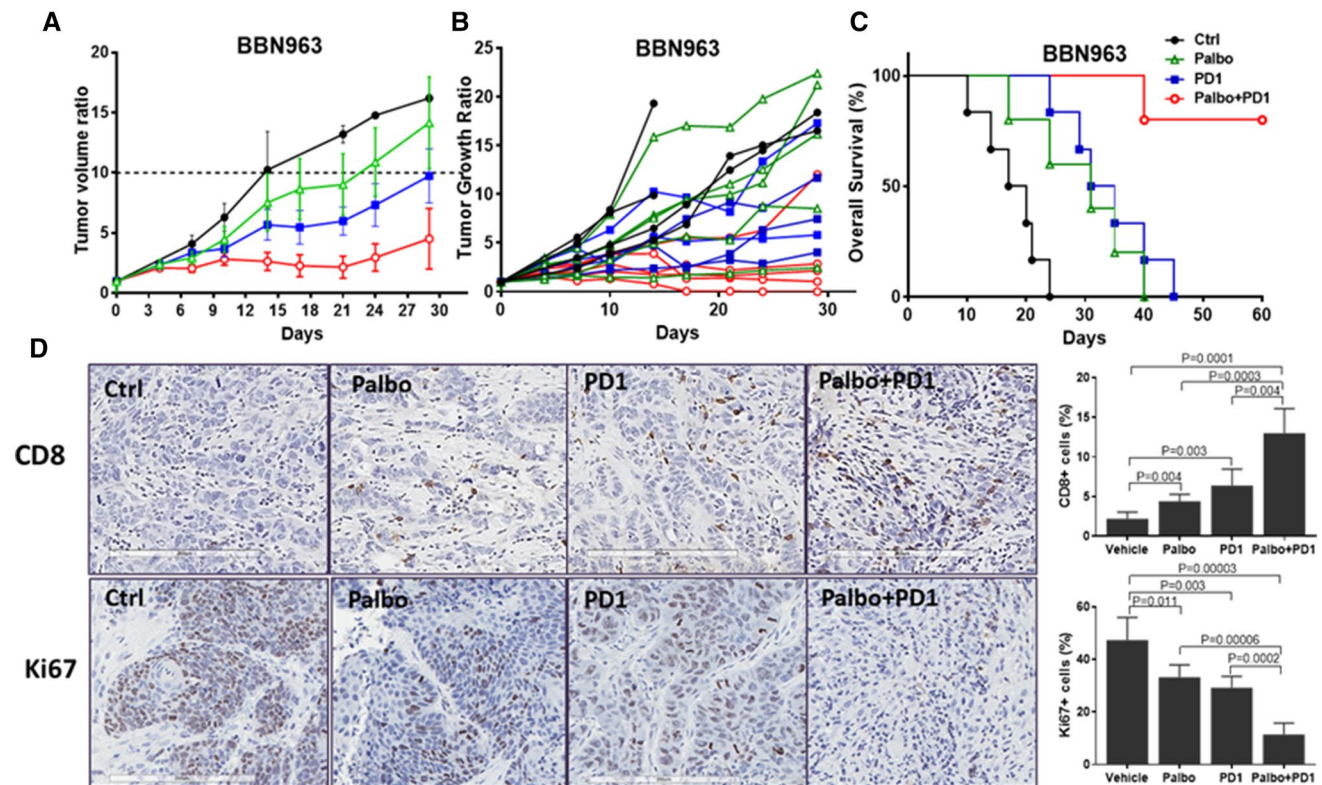 A
BBN963
Tumor volume ratio
20
15
10
5
0
0 3 6 9 12 15 18 21 24 27 30
Days
B
BBN963
Tumor Growth Ratio
25
20
15
10
5
0
0 10 20 30
Days
C
BBN963
Ctrl
Palbo
PD1
Palbo+PD1
Overall Survival (%)
100
50
0
0 10 20 30 40 50 60
Days
D
CD8
Ctrl
Palbo
PD1
Palbo+PD1
Ki67
Ctrl
Palbo
PD1
Palbo+PD1
P=0.0001
P=0.0003
P=0.004
P=0.003
P=0.004
CD8+ cells (%)
20
15
10
5
0
Vehicle Palbo PD1 Palbo+PD1
P=0.00003
P=0.003
P=0.011
P=0.00006
P=0.0002
Ki67+ cells (%)
60
40
20
0
Vehicle Palbo PD1 Palbo+PD1